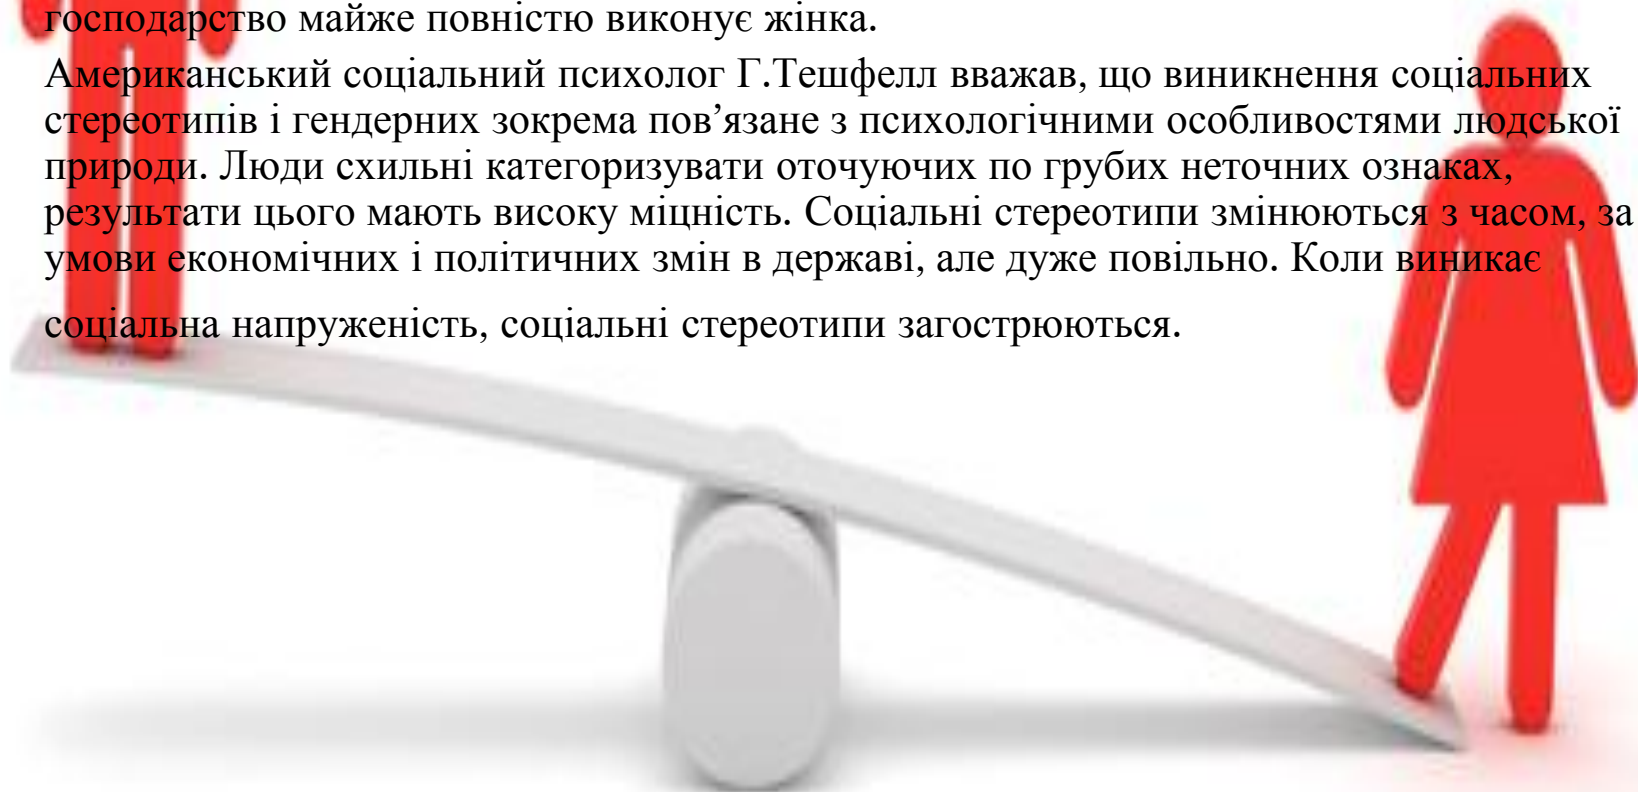 господарство майже повністю виконує жінка.
Американський соціальний психолог Г.Тешфелл вважав, що виникнення соціальних
стереотипів і гендерних зокрема пов’язане з психологічними особливостями людської
природи. Люди схильні категоризувати оточуючих по грубих неточних ознаках,
результати цього мають високу міцність. Соціальні стереотипи змінюються з часом, за
умови економічних і політичних змін в державі, але дуже повільно. Коли виникає
соціальна напруженість, соціальні стереотипи загострюються.